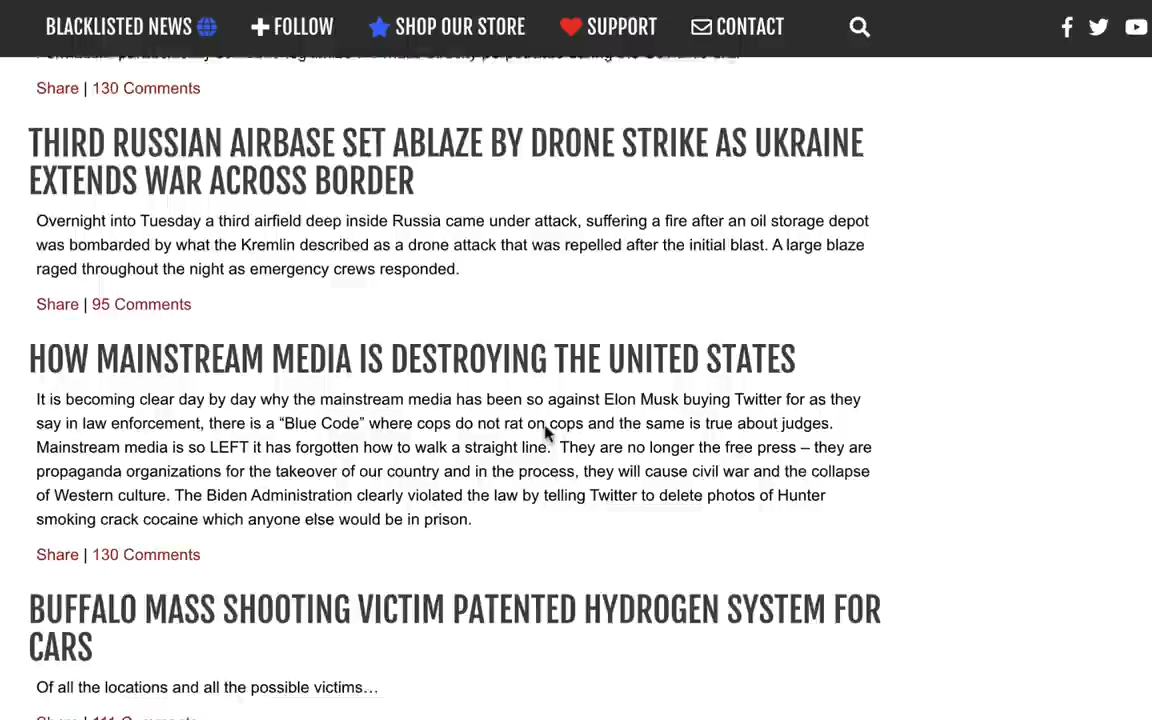 BLACKLISTED NEWS FOLLOW SHOP OUR STORE SUPPORT CONTACT
Share | 130 Comments
THIRD RUSSIAN AIRBASE SET ABLAZE BY DRONE STRIKE AS UKRAINE
EXTENDS WAR ACROSS BORDER
Overnight into Tuesday a third airfield deep inside Russia came under attack, suffering a fire after an oil storage depot
was bombarded by what the Kremlin described as a drone attack that was repelled after the initial blast. A large blaze
raged throughout the night as emergency crews responded.
Share | 95 Comments
HOW MAINSTREAM MEDIA IS DESTROYING THE UNITED STATES
It is becoming clear day by day why the mainstream media has been so against Elon Musk buying Twitter for as they
say in law enforcement, there is a “Blue Code” where cops do not rat on cops and the same is true about judges.
Mainstream media is so LEFT it has forgotten how to walk a straight line. They are no longer the free press – they are
propaganda organizations for the takeover of our country and in the process, they will cause civil war and the collapse
of Western culture. The Biden Administration clearly violated the law by telling Twitter to delete photos of Hunter
smoking crack cocaine which anyone else would be in prison.
Share | 130 Comments
BUFFALO MASS SHOOTING VICTIM PATENTED HYDROGEN SYSTEM FOR
CARS
Of all the locations and all the possible victims…
Share | 111 Comments